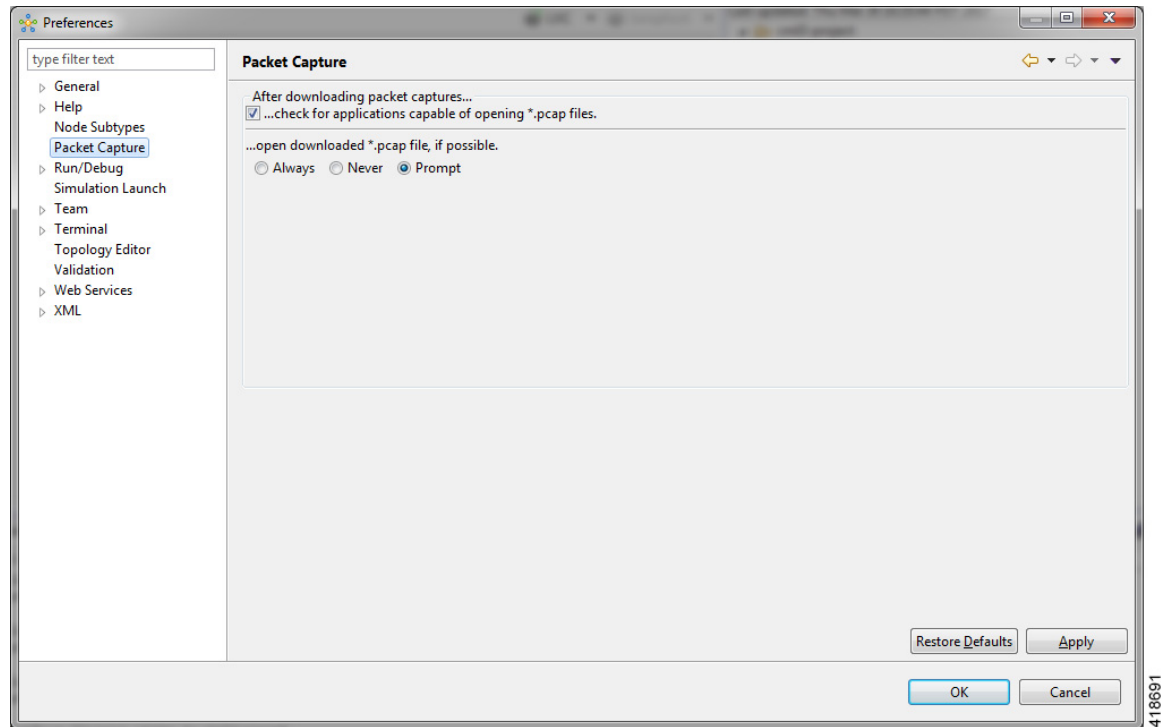 Preferences
type filter text
General
Help
Node Subtypes
Packet Capture
Run/Debug
Simulation Launch
Team
Terminal
Topology Editor
Validation
Web Services
XML
Packet Capture
After downloading packet captures...
...check for applications capable of opening *.pcap files.
...open downloaded *.pcap file, if possible.
Always Never Prompt
Restore Defaults Apply
OK Cancel
418691